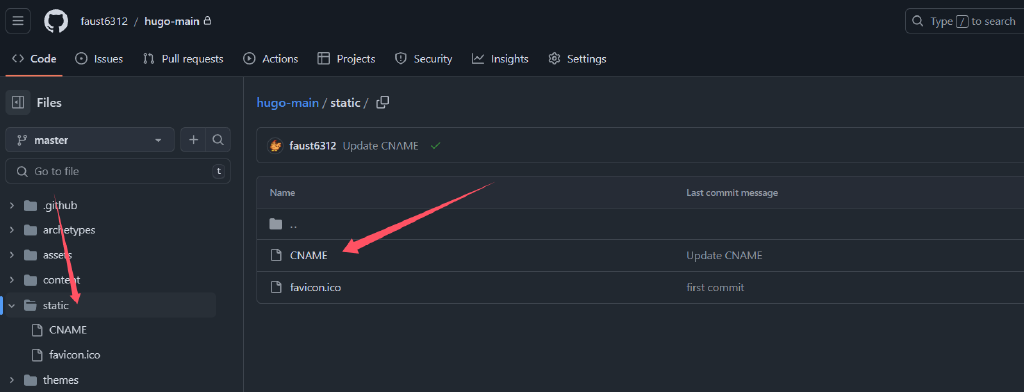 faust6312 / hugo-main
Type / to search
Code Issues Pull requests Actions Projects Security Insights Settings
Files
master
Go to file
t
.github
archetypes
assets
content
static
CNAME
favicon.ico
themes
hugo-main / static /
faust6312 Update CNAME
Name Last commit message
..
CNAME Update CNAME
favicon.ico first commit